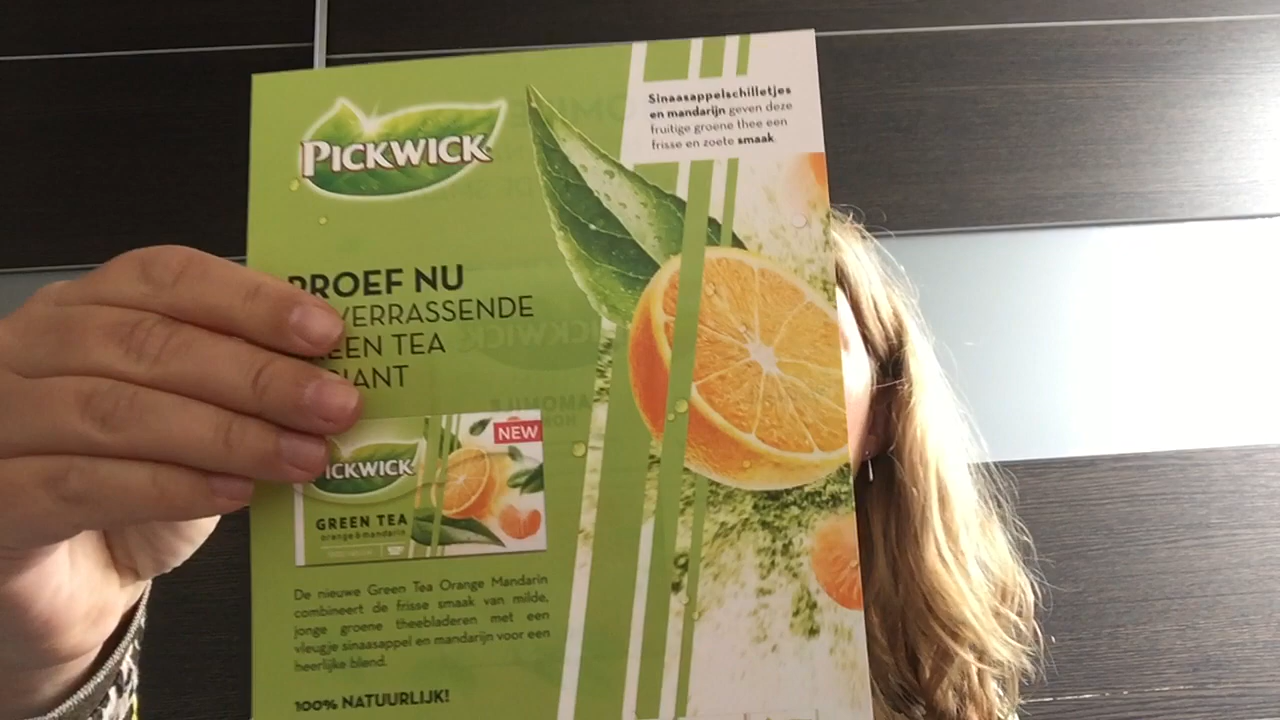 PICKWICK
Sinaasappelschilletjes
en mandarijn geven deze
fruitige groene thee een
frisse en zoete smaak
PROEF NU
VERRASSENDE
EEN TEA
IANT
NEW
PICKWICK
GREEN TEA
orange & mandarin
De nieuwe Green Tea Orange Mandarin
combineert de frisse smaak van milde,
jonge groene theebladeren met een
vleugje sinaasappel en mandarijn voor een
heerlijke blend.
100% NATUURLIJK!